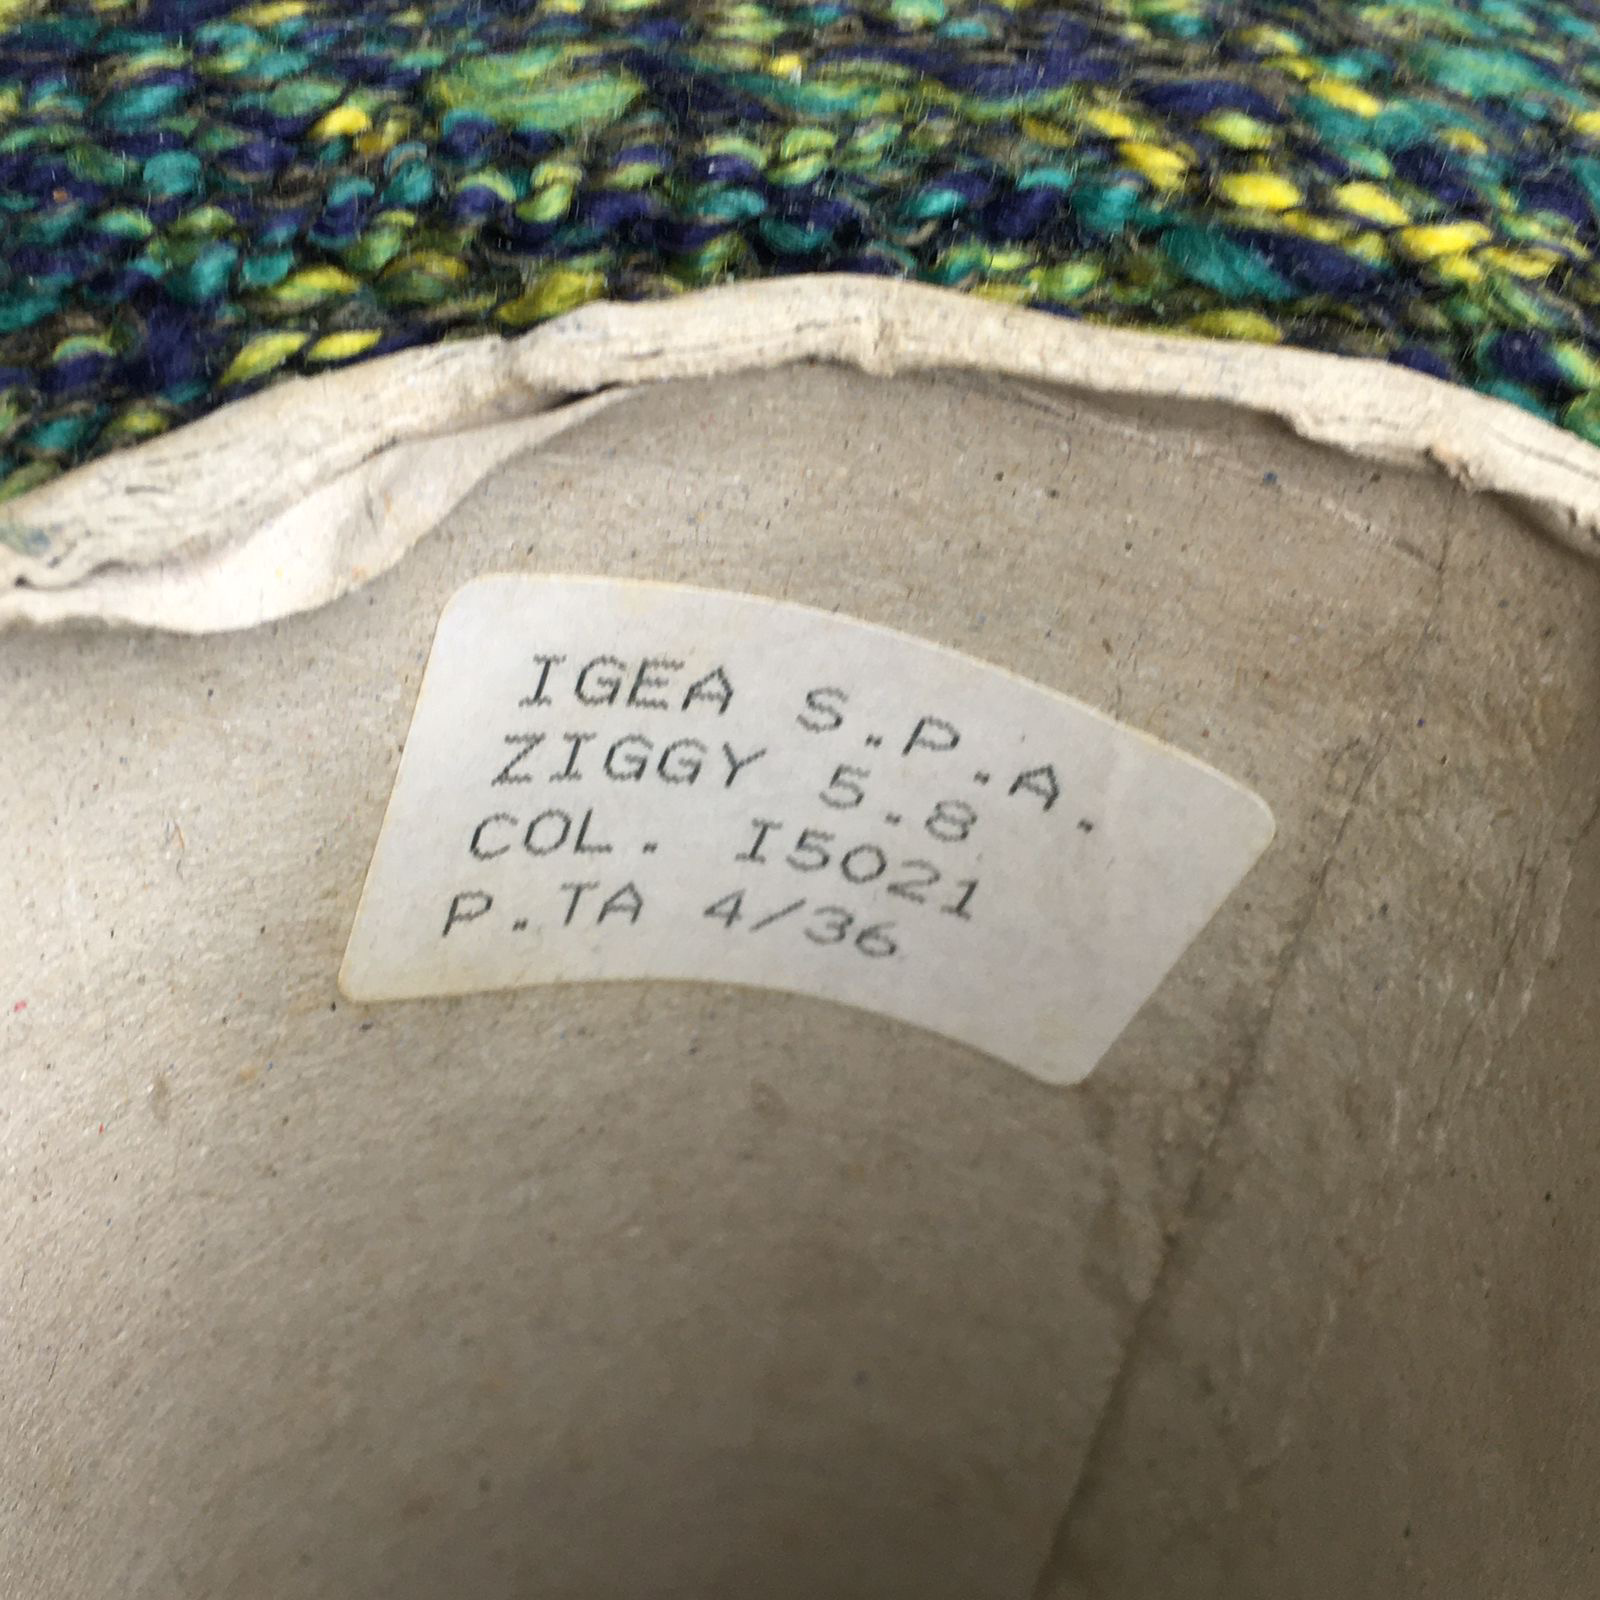 IGEA S.P.A.
ZIGGY 5.8
COL. I5021
P.TA 4/36